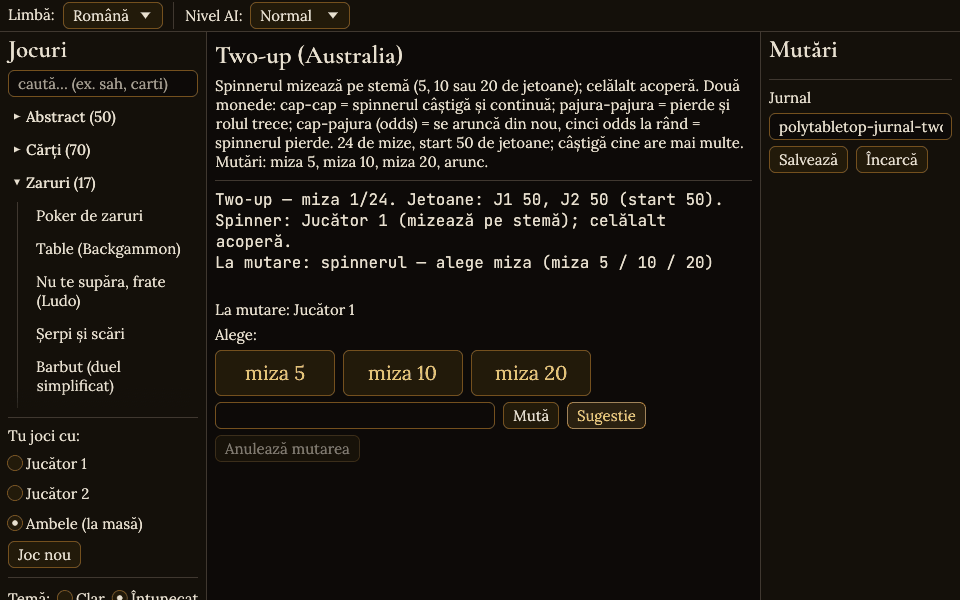 Limbă: Română ▼ Nivel AI: Normal ▼
Jocuri
caută... (ex. sah, carti)
▸ Abstract (50)
▸ Cărți (70)
▾ Zaruri (17)
Poker de zaruri
Table (Backgammon)
Nu te supăra, frate
(Ludo)
Șerpi și scări
Barbut (duel
simplificat)
Tu joci cu:
Jucător 1
Jucător 2
Ambele (la masă)
Joc nou
Temă: Clar Întunecat
Two-up (Australia)
Spinnerul mizează pe stemă (5, 10 sau 20 de jetoane); celălalt acoperă. Două
monede: cap-cap = spinnerul câștigă și continuă; pajura-pajura = pierde și
rolul trece; cap-pajura (odds) = se aruncă din nou, cinci odds la rând =
spinnerul pierde. 24 de mize, start 50 de jetoane; câștigă cine are mai multe.
Mutări: miza 5, miza 10, miza 20, arunc.
Two-up — miza 1/24. Jetoane: J1 50, J2 50 (start 50).
Spinner: Jucător 1 (mizează pe stemă); celălalt
acoperă.
La mutare: spinnerul — alege miza (miza 5 / 10 / 20)
La mutare: Jucător 1
Alege:
miza 5 miza 10 miza 20
Mută Sugestie
Anulează mutarea
Mutări
Jurnal
polytabletop-jurnal-two
Salvează Încarcă